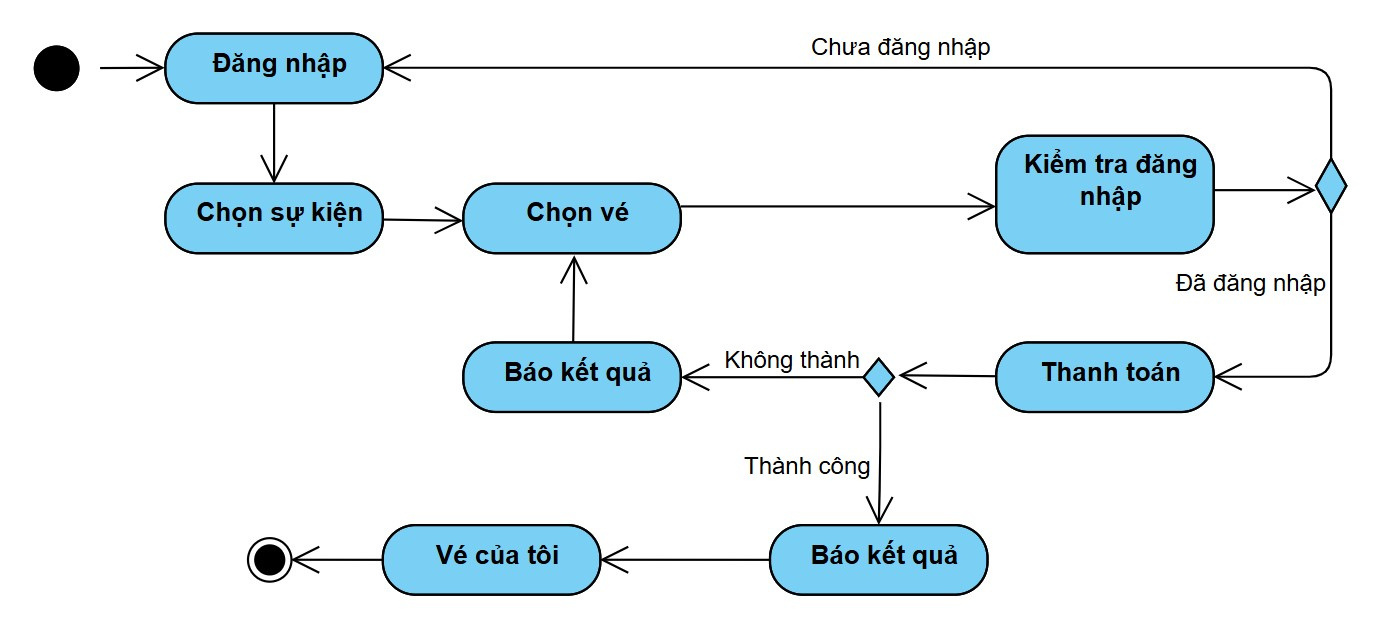 Đăng nhập
Chưa đăng nhập
Kiểm tra đăng
nhập
Chọn sự kiện
Chọn vé
Đã đăng nhập
Báo kết quả
Không thành
Thanh toán
Thành công
Vé của tôi
Báo kết quả